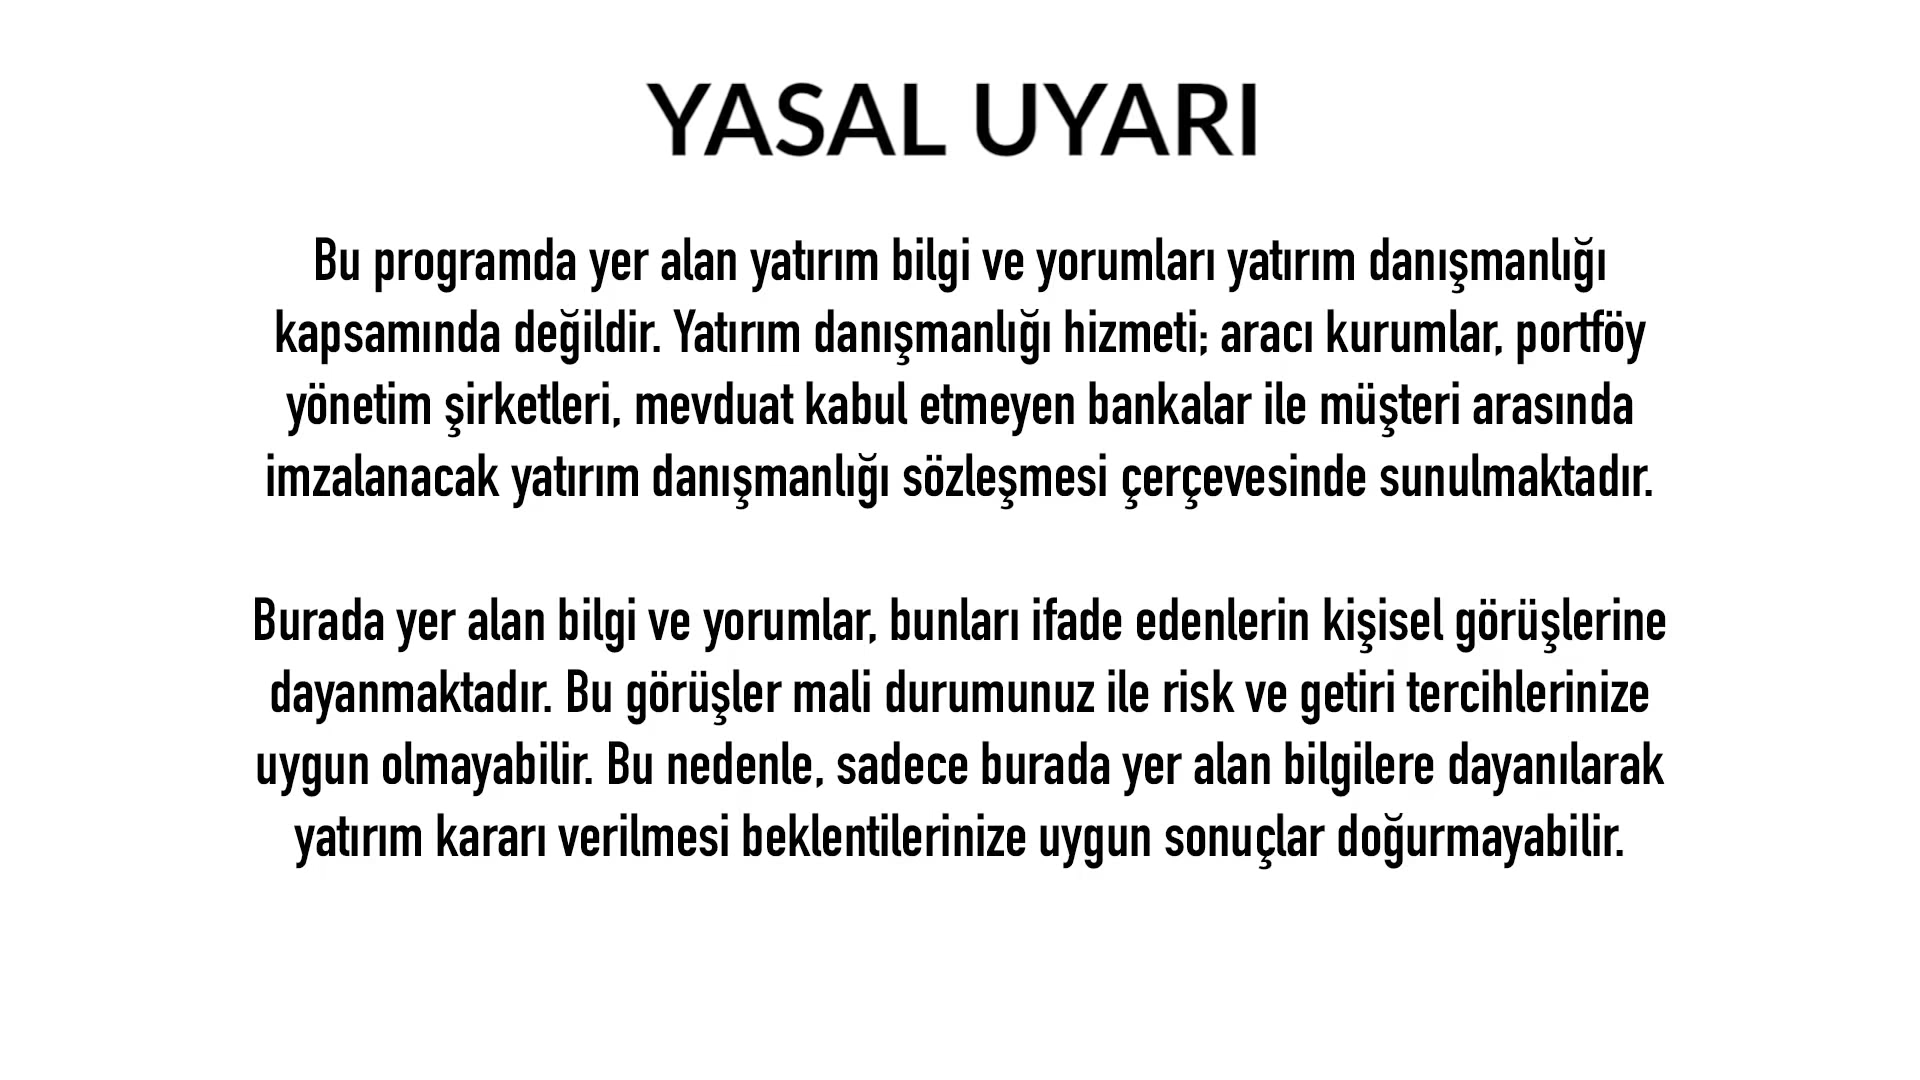 YASAL UYARI
Bu programda yer alan yatırım bilgi ve yorumları yatırım danışmanlığı
kapsamında değildir. Yatırım danışmanlığı hizmeti; aracı kurumlar, portföy
yönetim şirketleri, mevduat kabul etmeyen bankalar ile müşteri arasında
imzalanacak yatırım danışmanlığı sözleşmesi çerçevesinde sunulmaktadır.
Burada yer alan bilgi ve yorumlar, bunları ifade edenlerin kişisel görüşlerine
dayanmaktadır. Bu görüşler mali durumunuz ile risk ve getiri tercihlerinize
uygun olmayabilir. Bu nedenle, sadece burada yer alan bilgilere dayanılarak
yatırım kararı verilmesi beklentilerinize uygun sonuçlar doğurmayabilir.